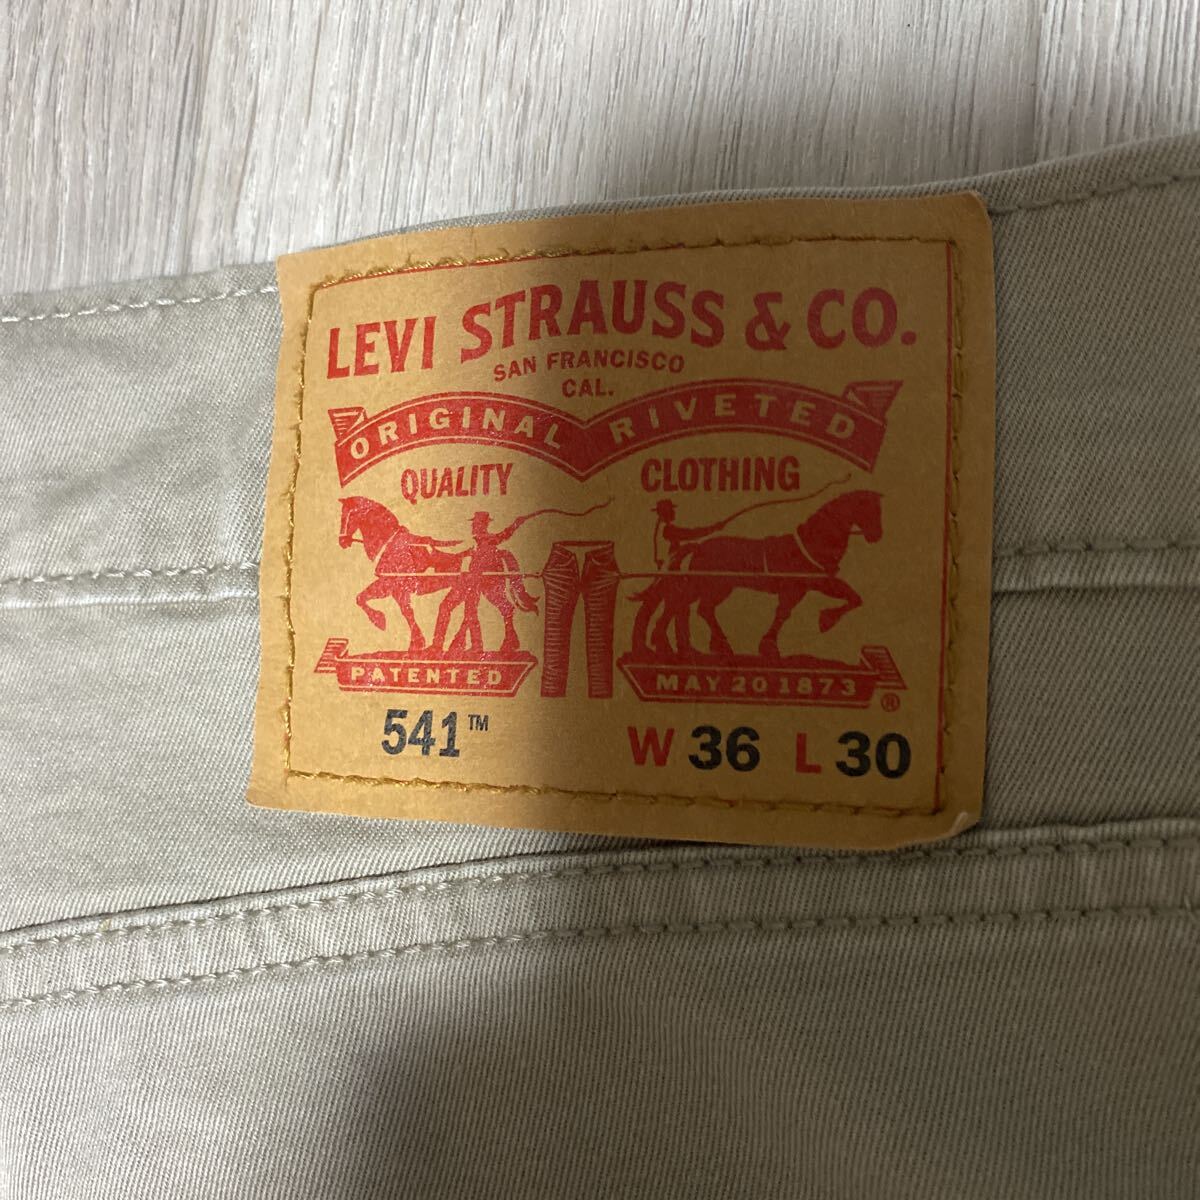 LEVI STRAUSS & CO.
SAN FRANCISCO
CAL.
ORIGINAL RIVETED
QUALITY CLOTHING
PATENTED MAY 20 1873 ®
541™ W 36 L 30